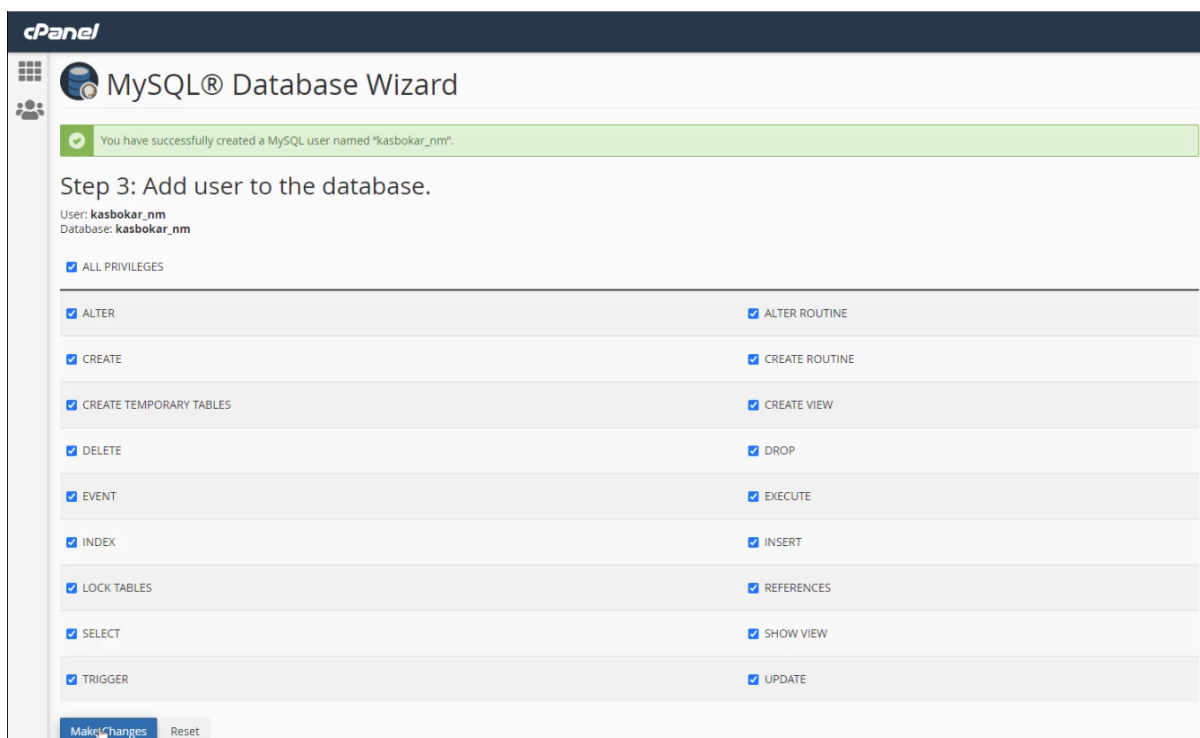 cPanel
MySQL® Database Wizard
You have successfully created a MySQL user named "kasbokar_nm".
Step 3: Add user to the database.
User: kasbokar_nm
Database: kasbokar_nm
ALL PRIVILEGES
ALTER ALTER ROUTINE
CREATE CREATE ROUTINE
CREATE TEMPORARY TABLES CREATE VIEW
DELETE DROP
EVENT EXECUTE
INDEX INSERT
LOCK TABLES REFERENCES
SELECT SHOW VIEW
TRIGGER UPDATE
Make Changes Reset